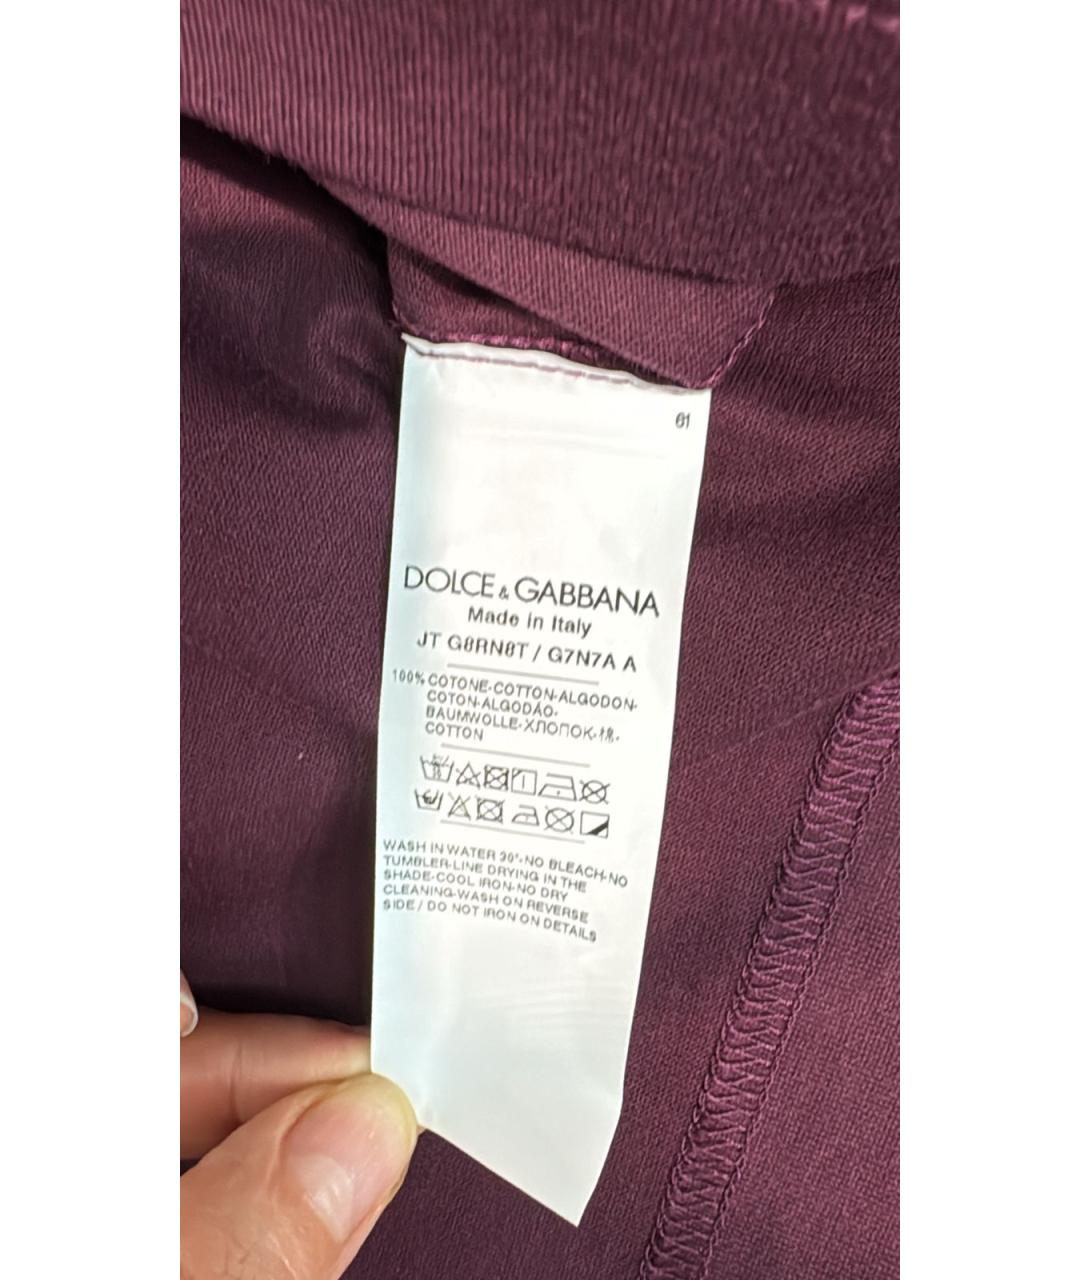 61
DOLCE & GABBANA
Made in Italy
JT G8RN8T / G7N7A A
100% COTONE-COTTON-ALGODON-
COTON-ALGODÃO-
BAUMWOLLE-ХЛОПОК-棉-
COTTON
WASH IN WATER 30°-NO BLEACH-NO
TUMBLER-LINE DRYING IN THE
SHADE-COOL IRON-NO DRY
CLEANING-WASH ON REVERSE
SIDE / DO NOT IRON ON DETAILS